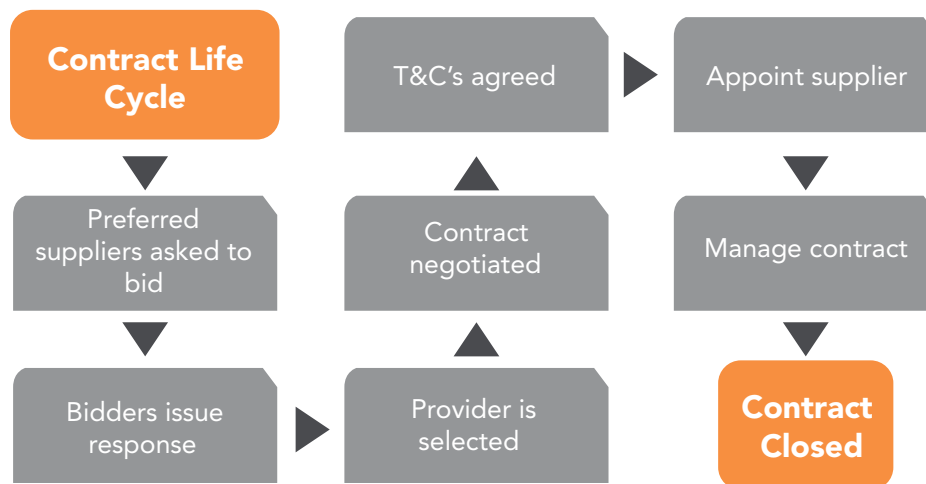 Contract Life
Cycle
Preferred
suppliers asked to
bid
Bidders issue
response
Provider is
selected
Contract
negotiated
T&C's agreed
Appoint supplier
Manage contract
Contract
Closed